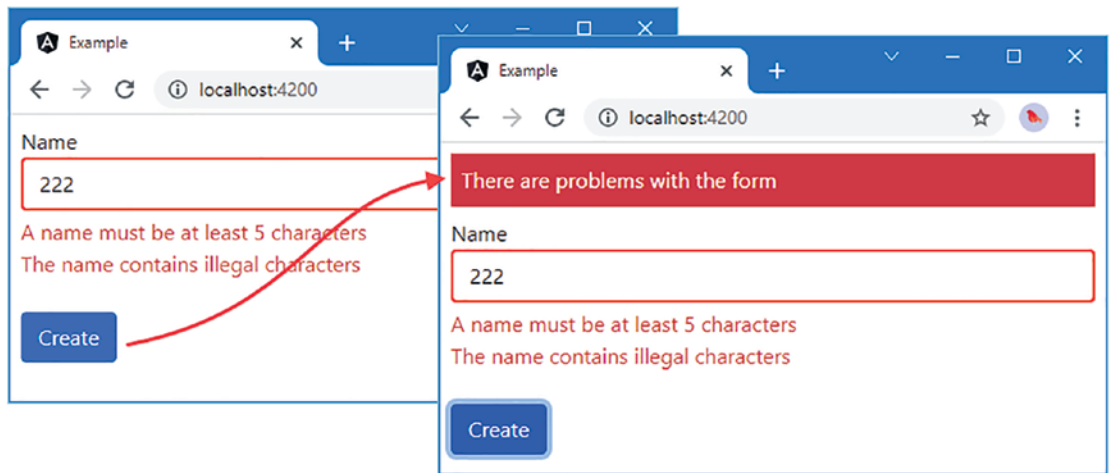 Example
localhost:4200
Name
222
A name must be at least 5 characters
The name contains illegal characters
Create
Example
localhost:4200
There are problems with the form
Name
222
A name must be at least 5 characters
The name contains illegal characters
Create